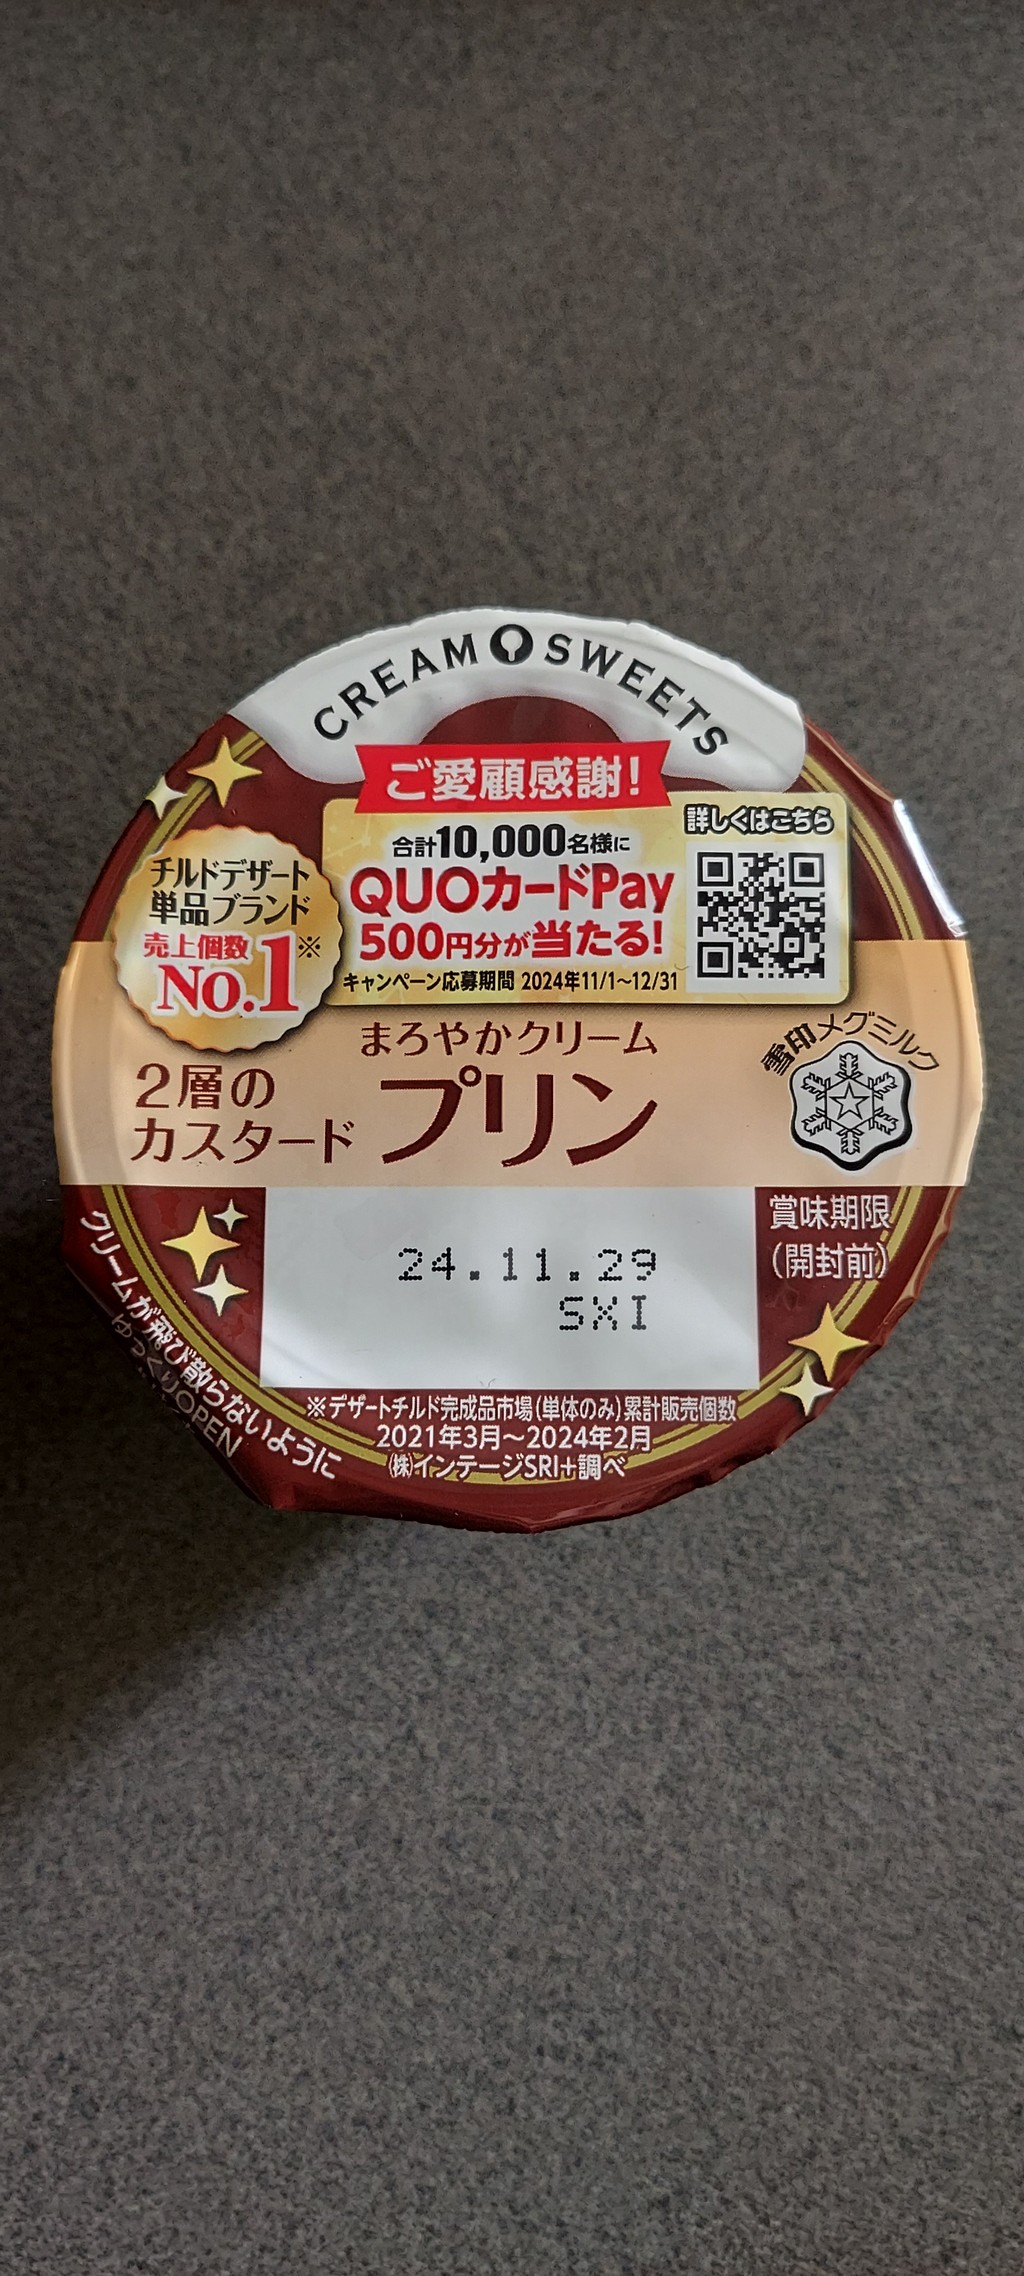 CREAM SWEETS
ご愛顧感謝!
合計10,000名様に
QUOカードPay
500円分が当たる!
キャンペーン応募期間 2024年11/1〜12/31
詳しくはこちら
チルドデザート
単品ブランド
売上個数
No.1※
まろやかクリーム
2層の
カスタード
プリン
雪印メグミルク
賞味期限
(開封前)
24.11.29
SXI
クリームが飛び散らないように
ゆっくりOPEN
※デザートチルド完成品市場(単体のみ)累計販売個数
2021年3月〜2024年2月
㈱インテージSRI+調べ